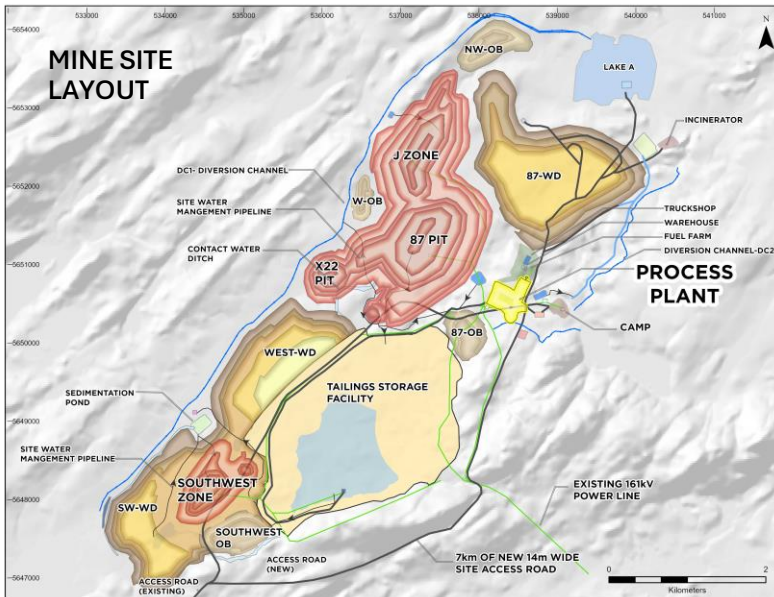 533000
534000
535000
536000
537000
538000
539000
540000
541000
5654000
5653000
5652000
5651000
5650000
5649000
5648000
5647000
MINE SITE
LAYOUT
NW-OB
N
LAKE A
INCINERATOR
J ZONE
87-WD
DC1- DIVERSION CHANNEL
W-OB
SITE WATER
MANGEMENT PIPELINE
TRUCKSHOP
WAREHOUSE
FUEL FARM
DIVERSION CHANNEL-DC2
87 PIT
CONTACT WATER
DITCH
X22
PIT
PROCESS
PLANT
CAMP
87-OB
WEST-WD
TAILINGS STORAGE
FACILITY
SEDIMENTATION
POND
SITE WATER
MANGEMENT PIPELINE
SOUTHWEST
ZONE
SW-WD
EXISTING 161kV
POWER LINE
SOUTHWEST
OB
ACCESS ROAD
(NEW)
7km OF NEW 14m WIDE
SITE ACCESS ROAD
ACCESS ROAD
(EXISTING)
0
2
Kilometers